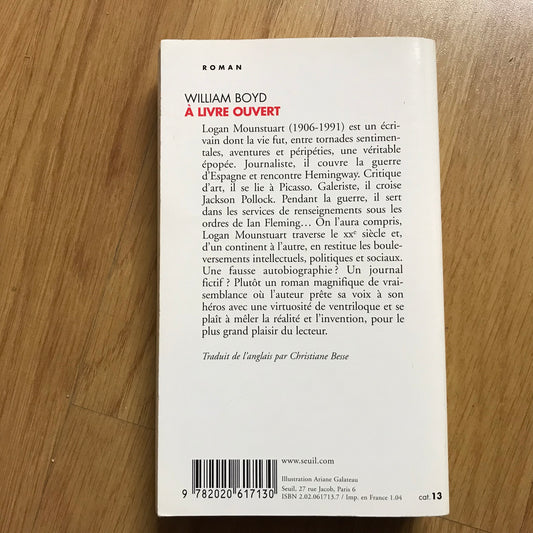 ROMAN
WILLIAM BOYD
À LIVRE OUVERT
Logan Mounstuart (1906-1991) est un écri-
vain dont la vie fut, entre tornades sentimen-
tales, aventures et péripéties, une véritable
épopée. Journaliste, il couvre la guerre
d'Espagne et rencontre Hemingway. Critique
d'art, il se lie à Picasso. Galeriste, il croise
Jackson Pollock. Pendant la guerre, il sert
dans les services de renseignements sous les
ordres de Ian Fleming… On l'aura compris,
Logan Mounstuart traverse le XXe siècle et,
d'un continent à l'autre, en restitue les boule-
versements intellectuels, politiques et sociaux.
Une fausse autobiographie ? Un journal
fictif ? Plutôt un roman magnifique de vrai-
semblance où l'auteur prête sa voix à son
héros avec une virtuosité de ventriloque et se
plaît à mêler la réalité et l'invention, pour le
plus grand plaisir du lecteur.
Traduit de l'anglais par Christiane Besse
www.seuil.com
Illustration Ariane Galateau
Seuil, 27 rue Jacob, Paris 6
ISBN 2.02.061713.7 / Imp. en France 1.04
cat. 13
9 782020 617130